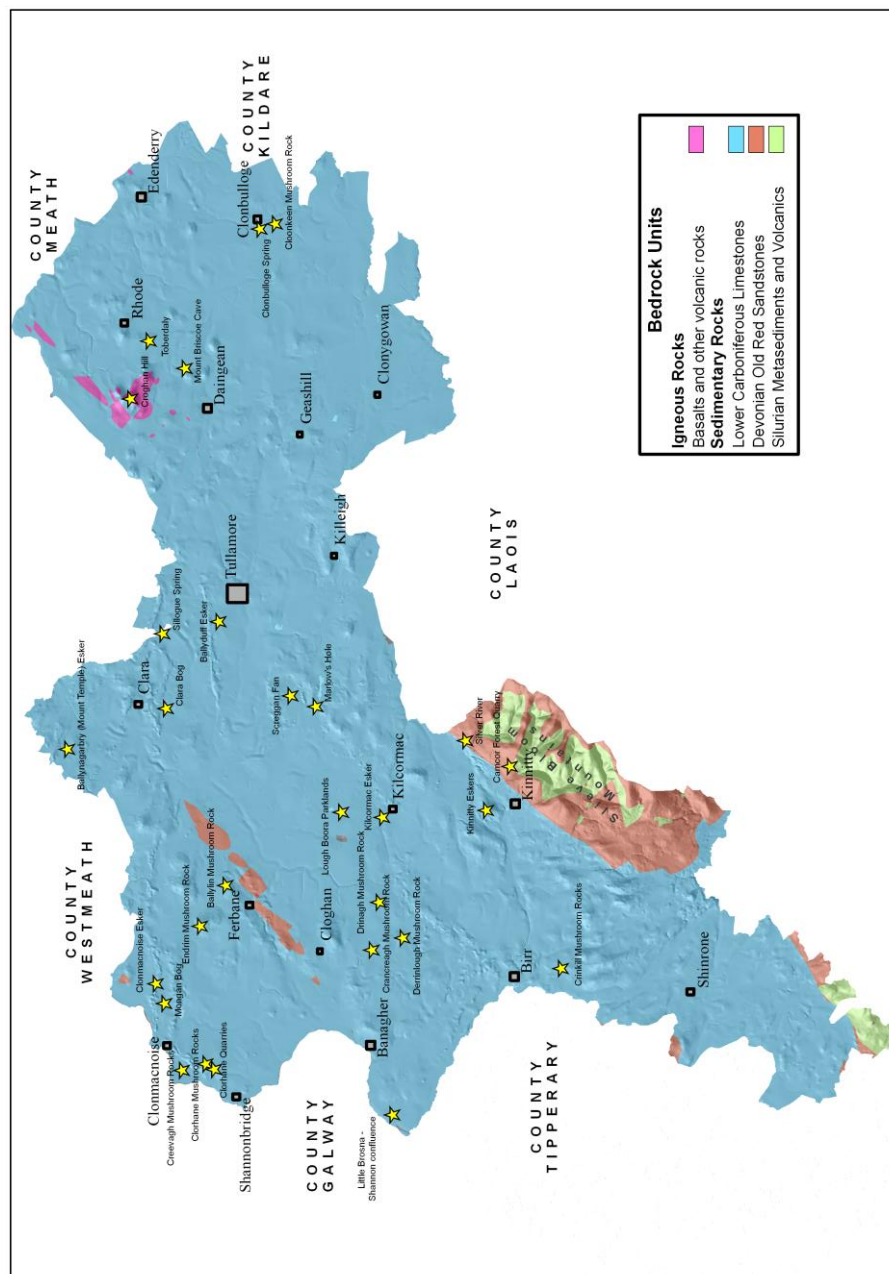 COUNTY
MEATH
Edenderry
COUNTY
KILDARE
Clonbulloge
Cloonkeen Mushroom Rock
Clonbulloge Spring
Rhode
Toberdaly
Croghan Hill
Mount Briscoe Cave
Daingean
Geashill
Clonygowan
Killeigh
Tullamore
Ballyduff Esker
Sillogue Spring
Ballynagarbry (Mount Temple) Esker
Clara
Clara Bog
Screggan Fan
Marlow's Hole
COUNTY
LAOIS
Silver River
Camcor Forest Quarry
Slieve Bloom
Mountains
Kinnitty
Kinnitty Eskers
Kilcormac
Kilcormac Esker
Lough Boora Parklands
COUNTY
WESTMEATH
Ballylin Mushroom Rock
Endrim Mushroom Rock
Ferbane
Cloghan
Drinagh Mushroom Rock
Crancreagh Mushroom Rock
Derrinlough Mushroom Rock
Clonmacnoise Esker
Mongan Bog
Clonmacnoise
Creevagh Mushroom Rocks
Clorhane Mushroom Rocks
Clorhane Quarries
Shannonbridge
COUNTY
GALWAY
Banagher
Little Brosna -
Shannon confluence
Birr
Crinkill Mushroom Rocks
Shinrone
COUNTY
TIPPERARY
Bedrock Units
Igneous Rocks
Basalts and other volcanic rocks
Sedimentary Rocks
Lower Carboniferous Limestones
Devonian Old Red Sandstones
Silurian Metasediments and Volcanics